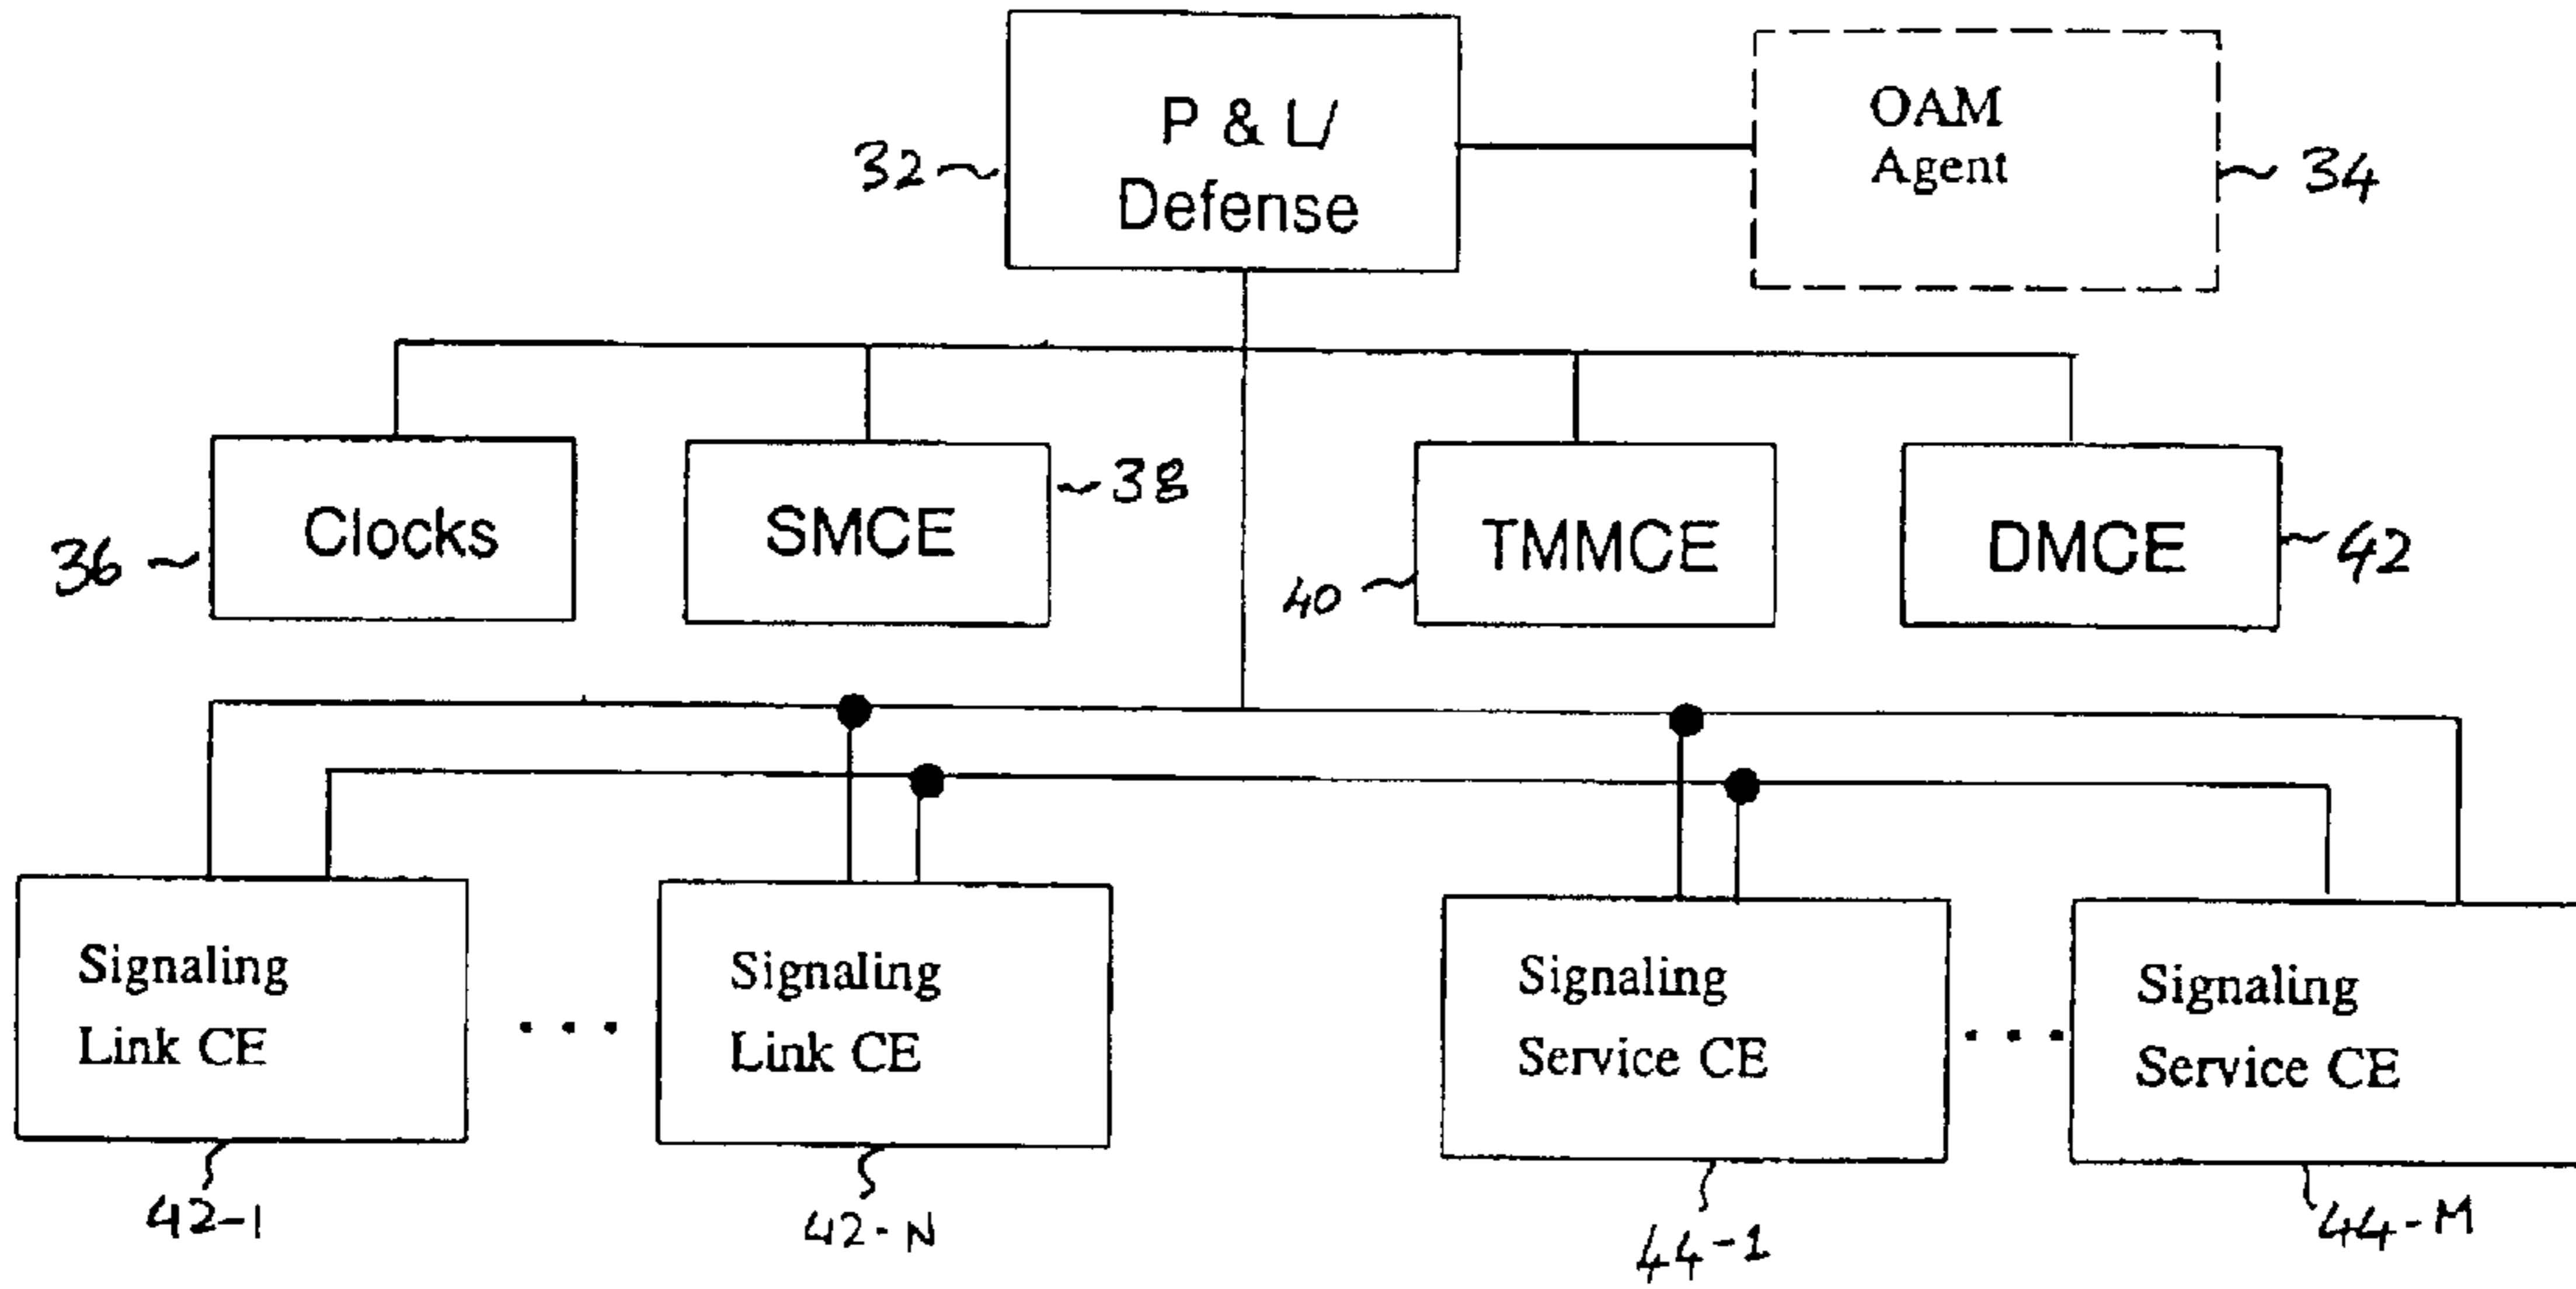 P & L/
Defense
32
OAM
Agent
34
36
Clocks
SMCE
38
40
TMMCE
DMCE
42
Signaling
Link CE
. . .
Signaling
Link CE
Signaling
Service CE
. . .
Signaling
Service CE
42-1
42-N
44-1
44-M